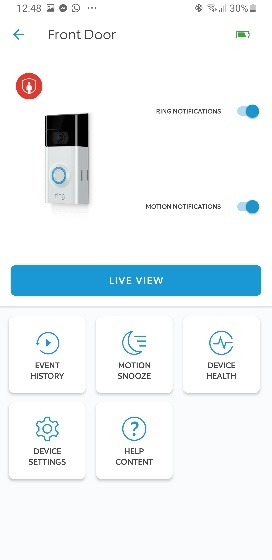 12:48
30%
Front Door
RING NOTIFICATIONS
ring
MOTION NOTIFICATIONS
LIVE VIEW
EVENT
HISTORY
MOTION
SNOOZE
DEVICE
HEALTH
DEVICE
SETTINGS
HELP
CONTENT